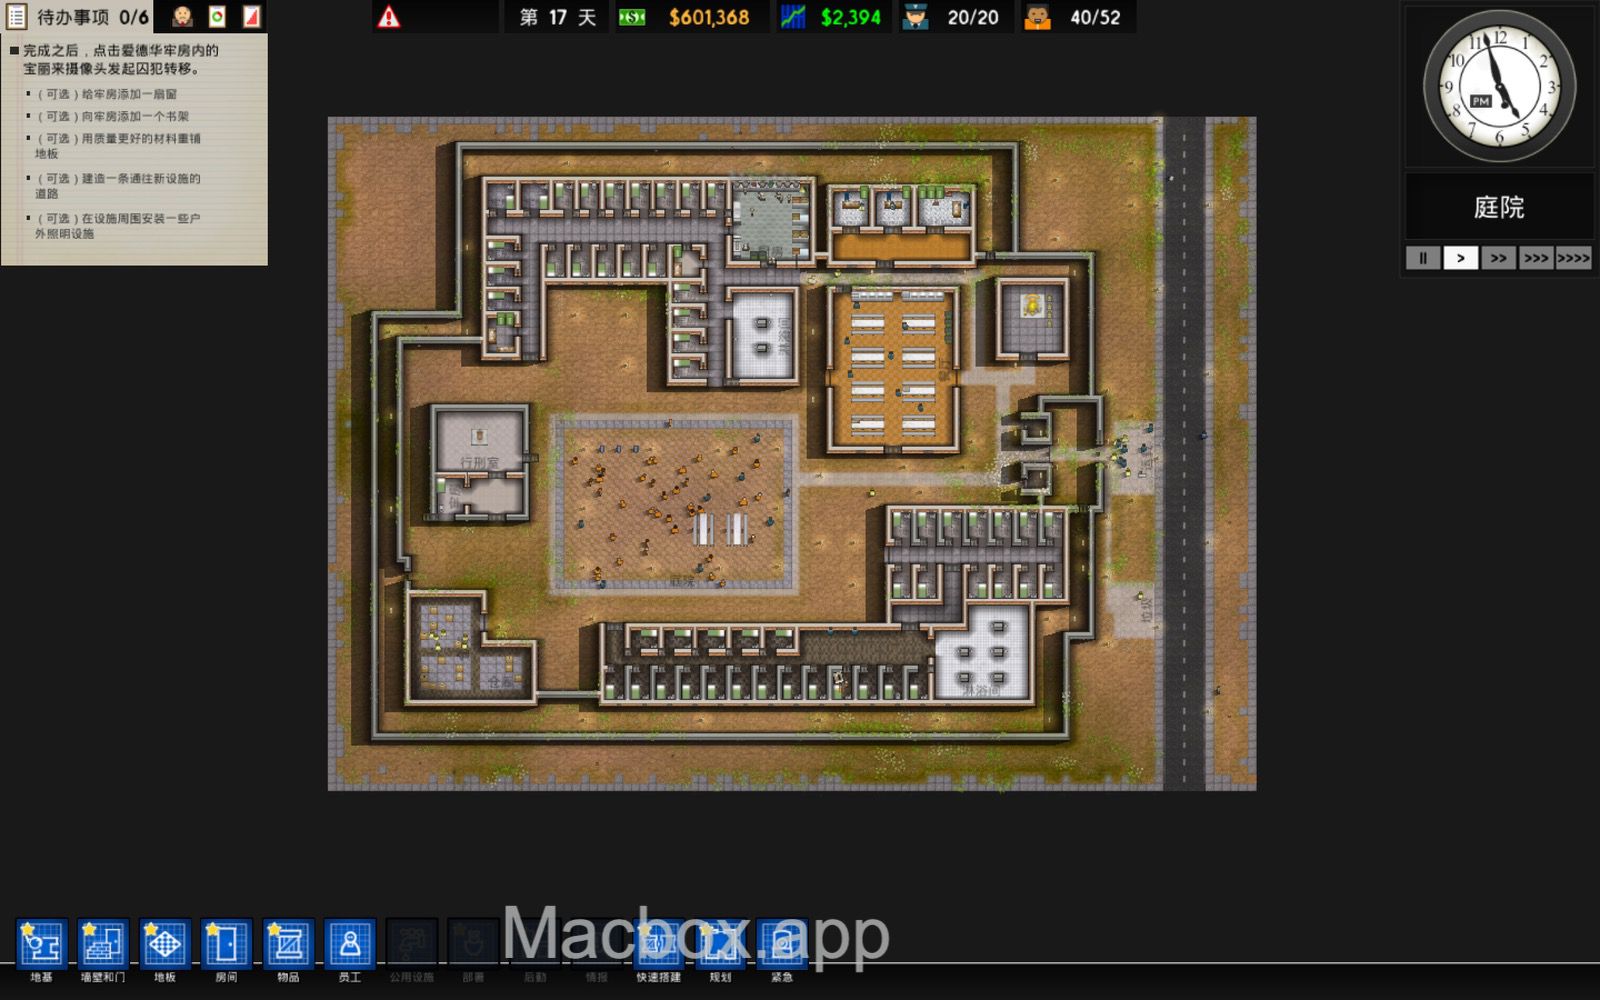 待办事项 0/6
第 17 天
$601,368
$2,394
20/20
40/52
完成之后，点击爱德华牢房内的
宝丽来摄像头发起囚犯转移。
（可选）给牢房添加一扇窗
（可选）向牢房添加一个书架
（可选）用质量更好的材料重铺
地板
（可选）建造一条通往新设施的
道路
（可选）在设施周围安装一些户
外照明设施
12
1
2
3
4
5
6
7
8
9
10
11
PM
庭院
厨房
淋浴间
行刑室
牢房
庭院
垃圾
仓库
淋浴间
Macbox.app
地基
墙壁和门
地板
房间
物品
员工
公用设施
部署
后勤
情报
快速搭建
规划
紧急